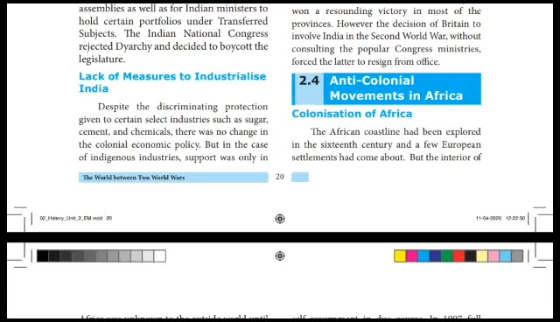 assemblies as well as for Indian ministers to
hold certain portfolios under Transferred
Subjects. The Indian National Congress
rejected Dyarchy and decided to boycott the
legislature.
Lack of Measures to Industrialise
India
Despite the discriminating protection
given to certain select industries such as sugar,
cement, and chemicals, there was no change in
the colonial economic policy. But in the case
of indigenous industries, support was only in
won a resounding victory in most of the
provinces. However the decision of Britain to
involve India in the Second World War, without
consulting the popular Congress ministries,
forced the latter to resign from office.
2.4 Anti-Colonial
Movements in Africa
Colonisation of Africa
The African coastline had been explored
in the sixteenth century and a few European
settlements had come about. But the interior of
The World between Two World Wars
20
02_History_Unit_2_EM.indd 20
11-04-2020 12:22:30